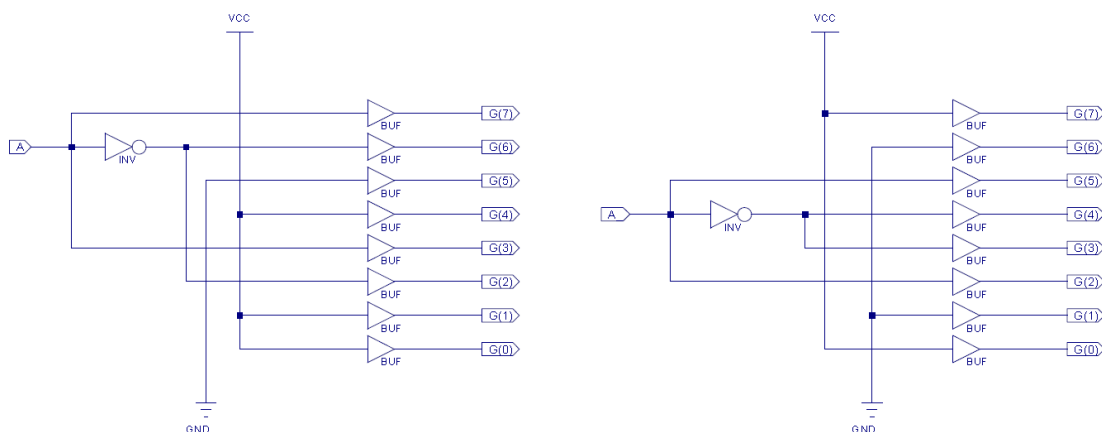 VCC
G(7)
BUF
A
INV
G(6)
BUF
G(5)
BUF
G(4)
BUF
G(3)
BUF
G(2)
BUF
G(1)
BUF
G(0)
BUF
GND
VCC
G(7)
BUF
G(6)
BUF
G(5)
BUF
A
INV
G(4)
BUF
G(3)
BUF
G(2)
BUF
G(1)
BUF
G(0)
BUF
GND